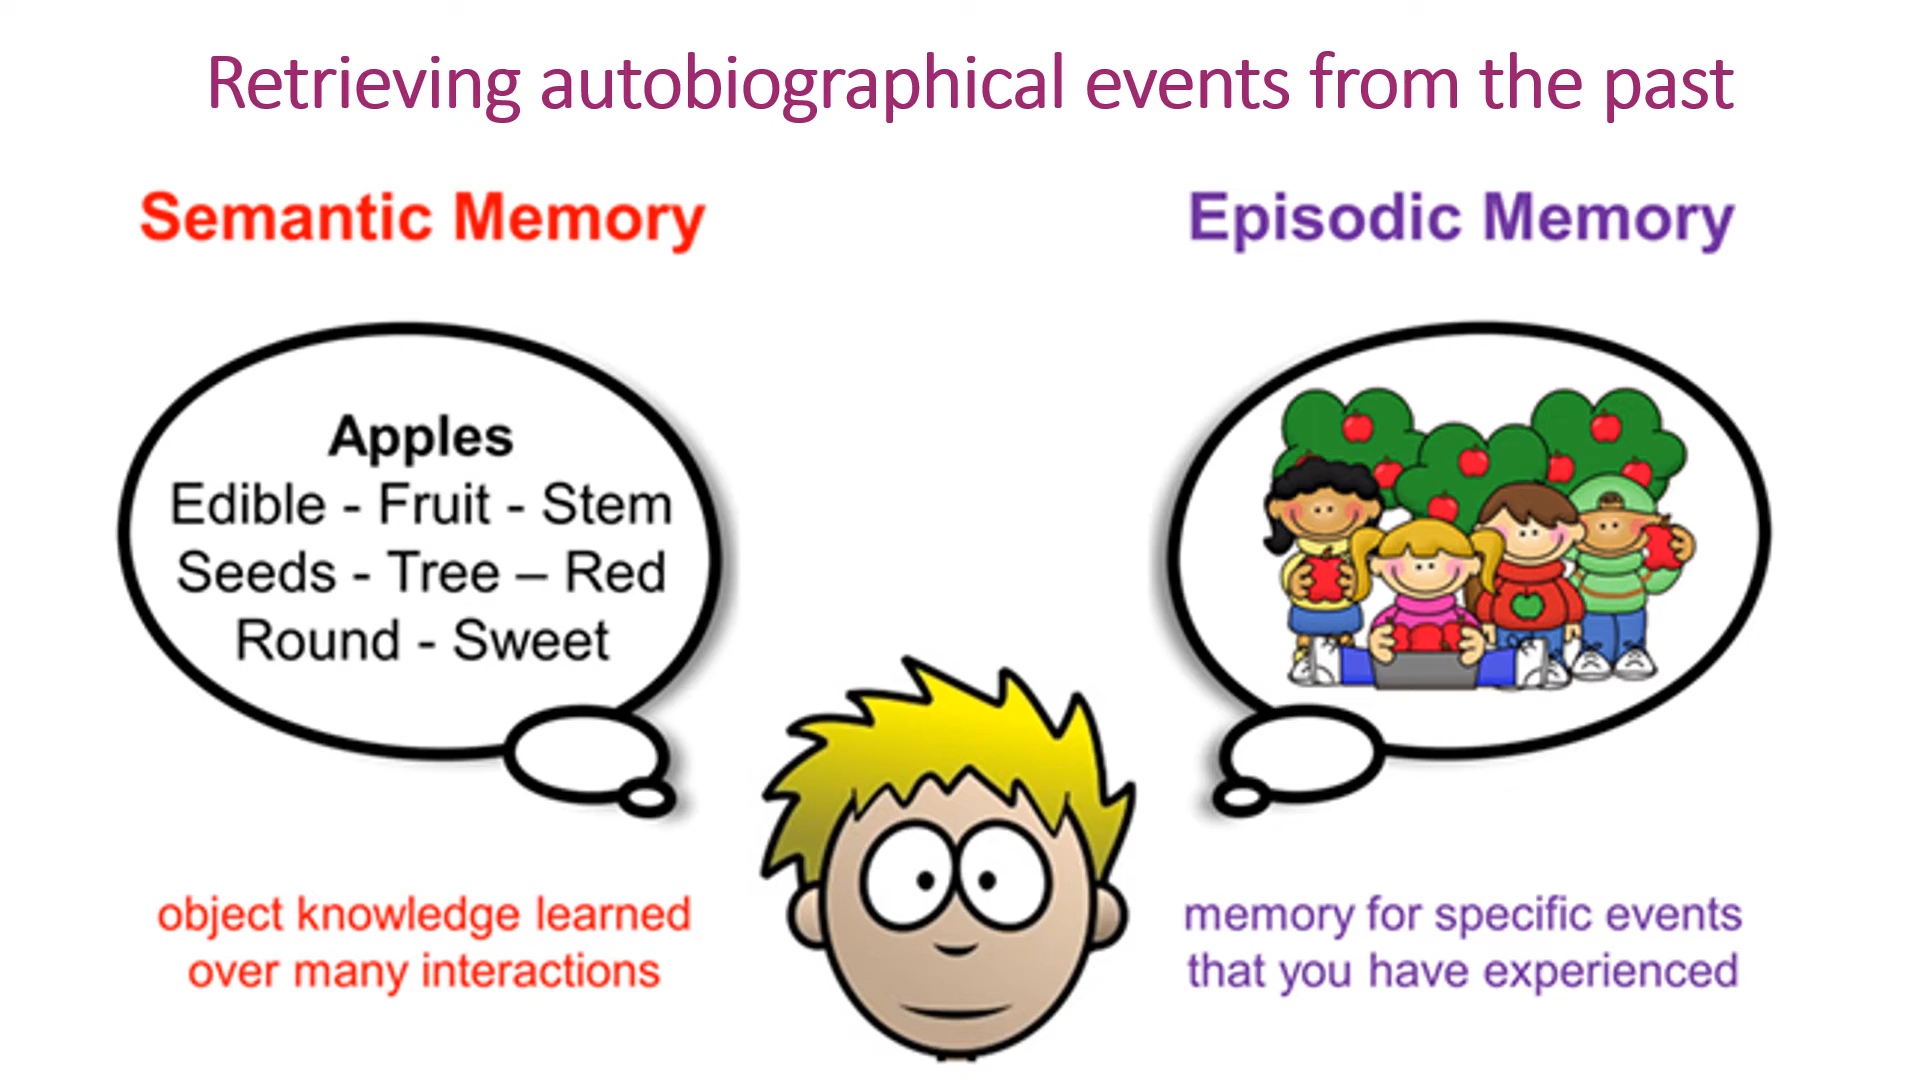 Retrieving autobiographical events from the past
Semantic Memory
Apples
Edible - Fruit - Stem
Seeds - Tree – Red
Round - Sweet
object knowledge learned
over many interactions
Episodic Memory
memory for specific events
that you have experienced